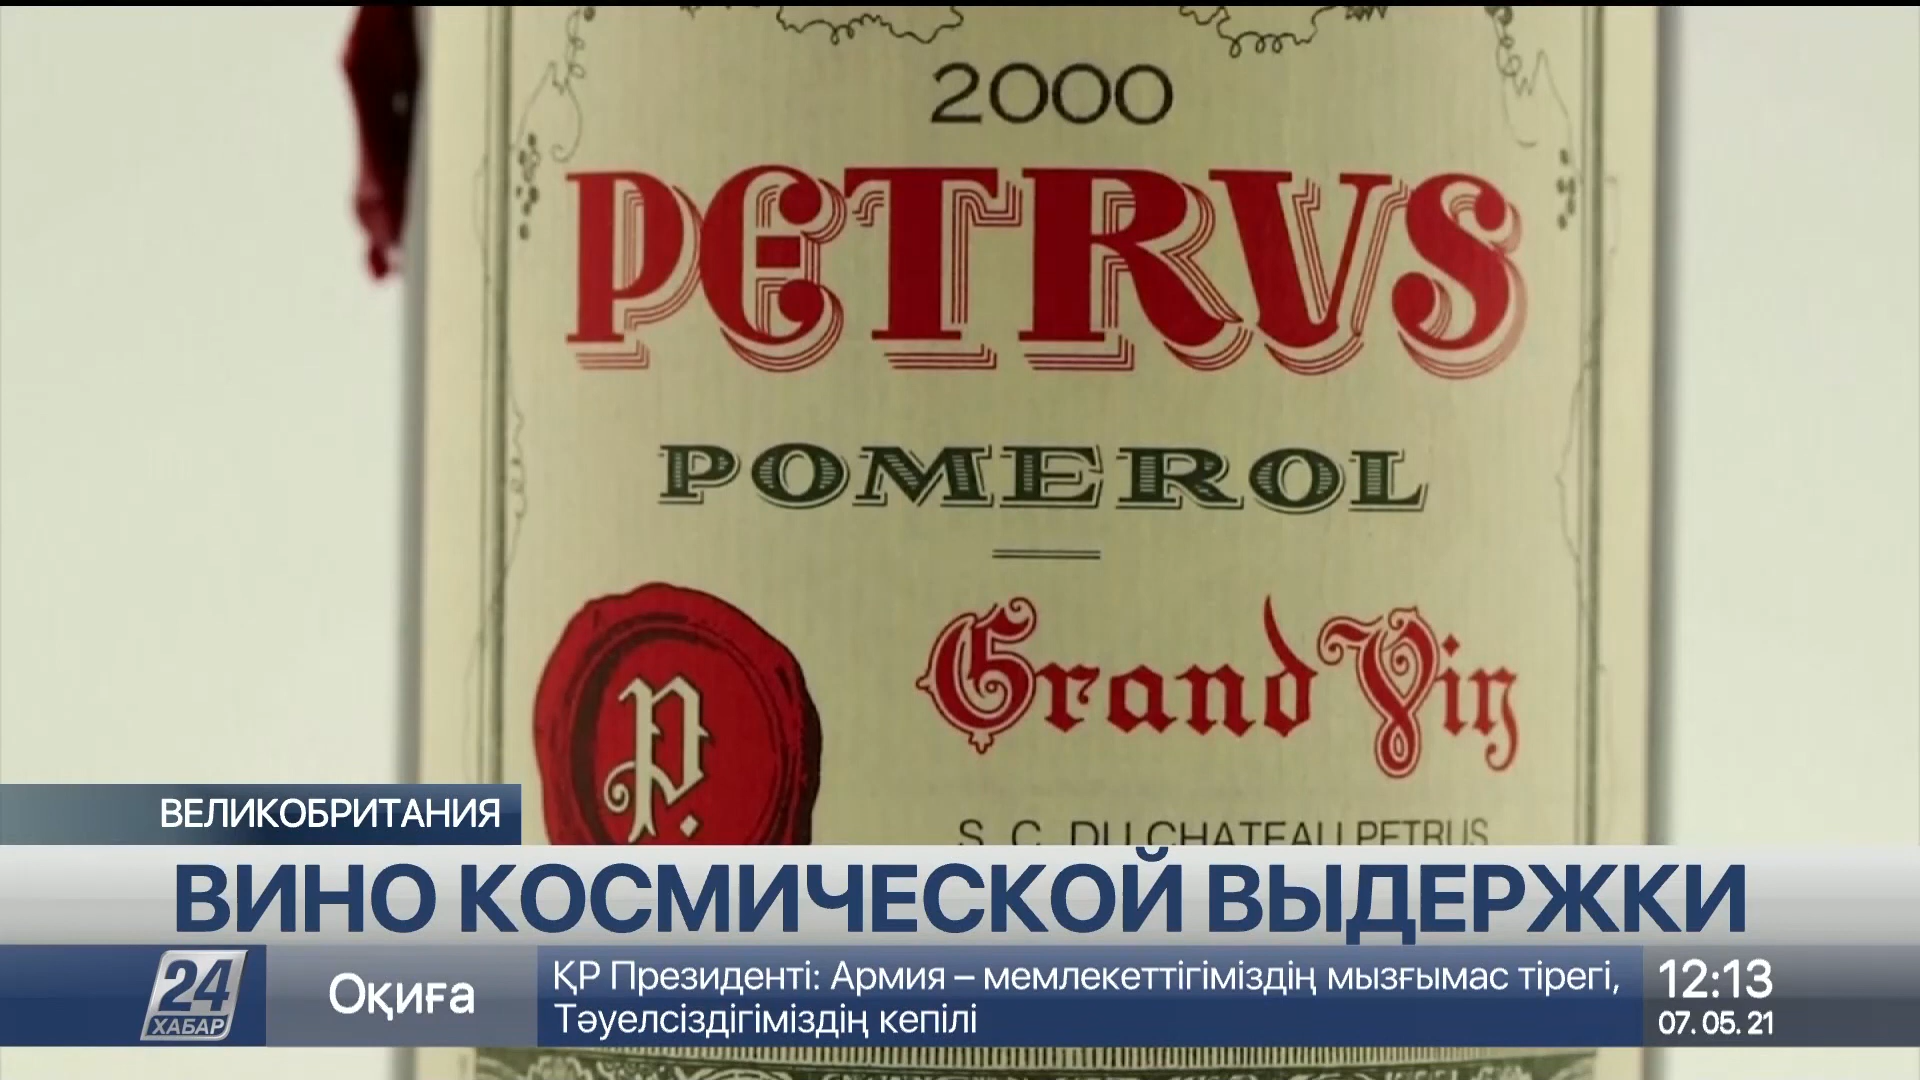 2000
PETRVS
POMEROL
Grand Vin
P.
S. C. DU CHATEAU PETRUS
ВЕЛИКОБРИТАНИЯ
ВИНО КОСМИЧЕСКОЙ ВЫДЕРЖКИ
24
ХАБАР
Оқиға
ҚР Президенті: Армия – мемлекеттігіміздің мызғымас тірегі,
Тәуелсіздігіміздің кепілі
12:13
07. 05. 21